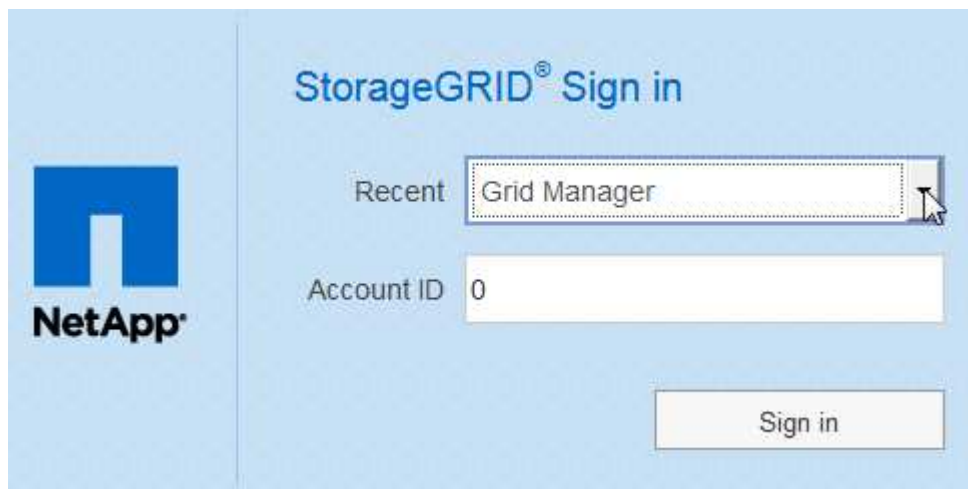 StorageGRID® Sign in
Recent Grid Manager
Account ID 0
NetApp®
Sign in